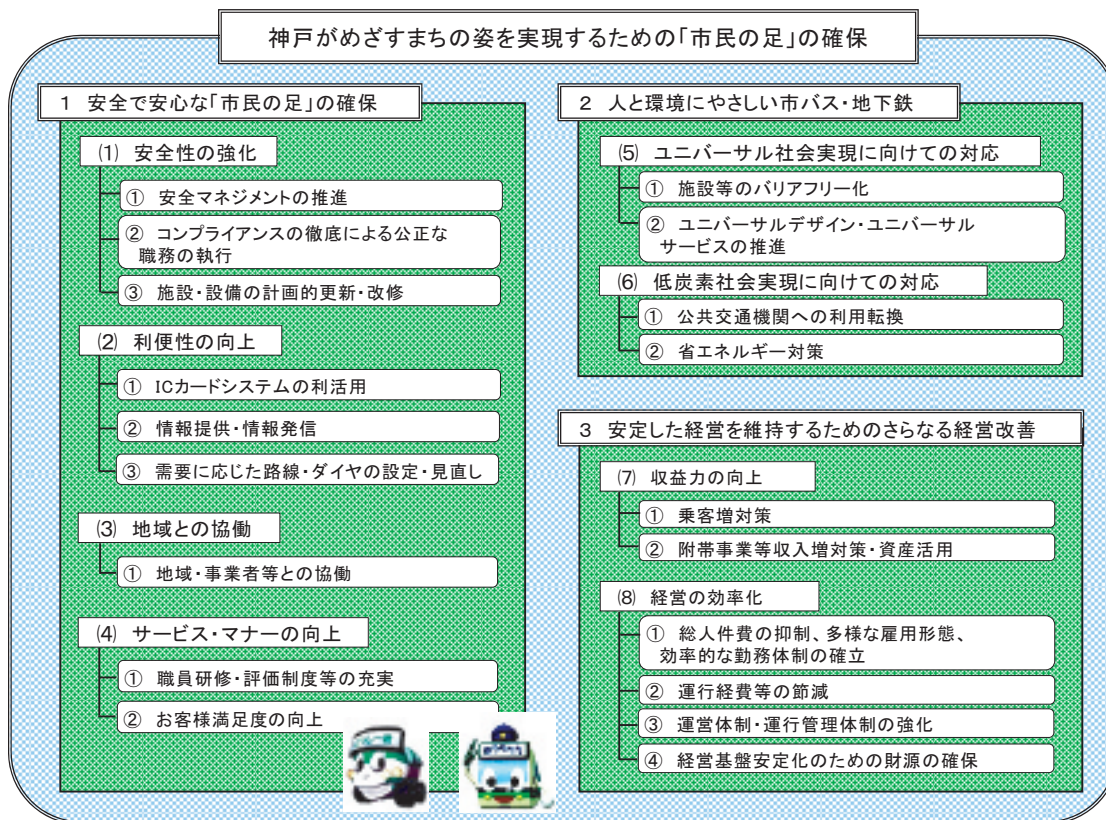 神戸がめざすまちの姿を実現するための「市民の足」の確保
1 安全で安心な「市民の足」の確保
⑴ 安全性の強化
① 安全マネジメントの推進
② コンプライアンスの徹底による公正な
職務の執行
③ 施設・設備の計画的更新・改修
⑵ 利便性の向上
① ICカードシステムの利活用
② 情報提供・情報発信
③ 需要に応じた路線・ダイヤの設定・見直し
⑶ 地域との協働
① 地域・事業者等との協働
⑷ サービス・マナーの向上
① 職員研修・評価制度等の充実
② お客様満足度の向上
2 人と環境にやさしい市バス・地下鉄
⑸ ユニバーサル社会実現に向けての対応
① 施設等のバリアフリー化
② ユニバーサルデザイン・ユニバーサル
サービスの推進
⑹ 低炭素社会実現に向けての対応
① 公共交通機関への利用転換
② 省エネルギー対策
3 安定した経営を維持するためのさらなる経営改善
⑺ 収益力の向上
① 乗客増対策
② 附帯事業等収入増対策・資産活用
⑻ 経営の効率化
① 総人件費の抑制、多様な雇用形態、
効率的な勤務体制の確立
② 運行経費等の節減
③ 運営体制・運行管理体制の強化
④ 経営基盤安定化のための財源の確保